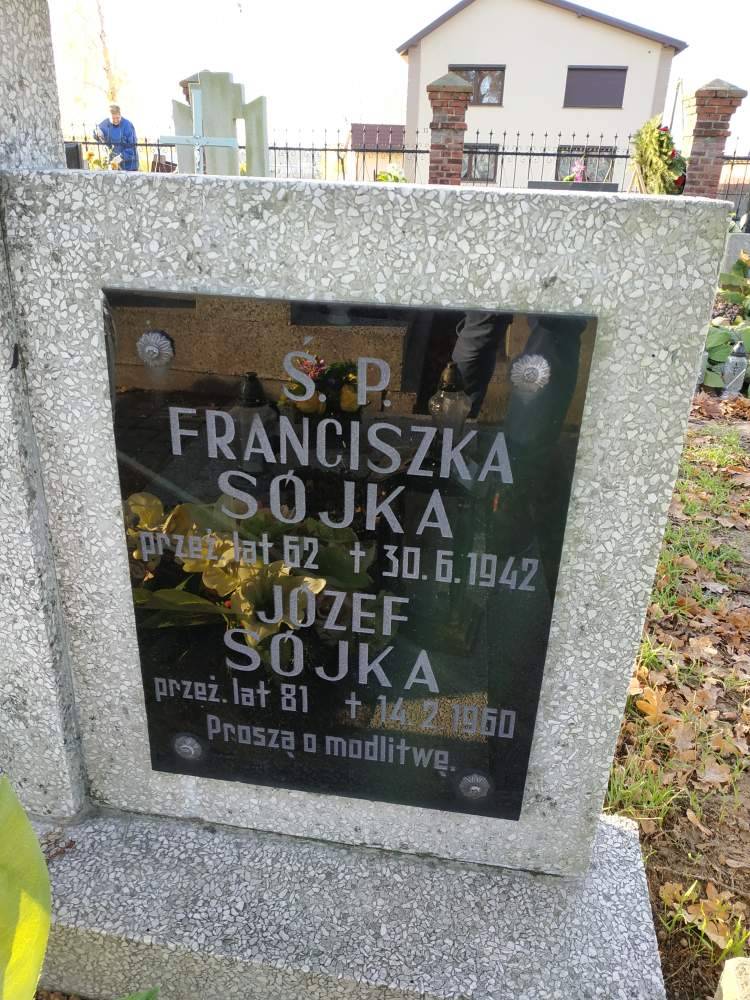 Ś. P.
FRANCISZKA
SÓJKA
przeż. lat 62 † 30.6.1942
JÓZEF
SÓJKA
przeż. lat 81 † 14.2.1960
Proszą o modlitwę.